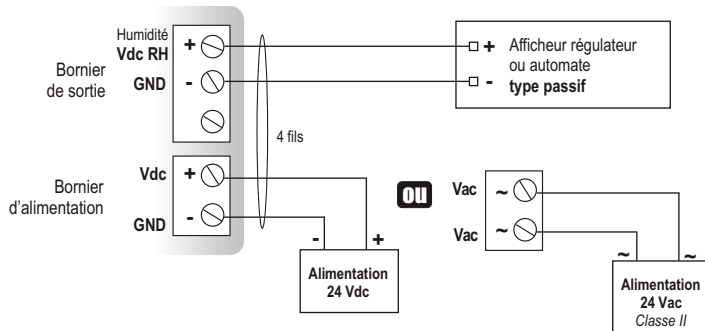 Humidité
Vdc RH
+
GND
-
Bornier
de sortie
+ Afficheur régulateur
ou automate
- type passif
4 fils
Vdc
+
GND
-
Bornier
d'alimentation
- +
Alimentation
24 Vdc
ou
Vac
~
Vac
~
~ ~
Alimentation
24 Vac
Classe II